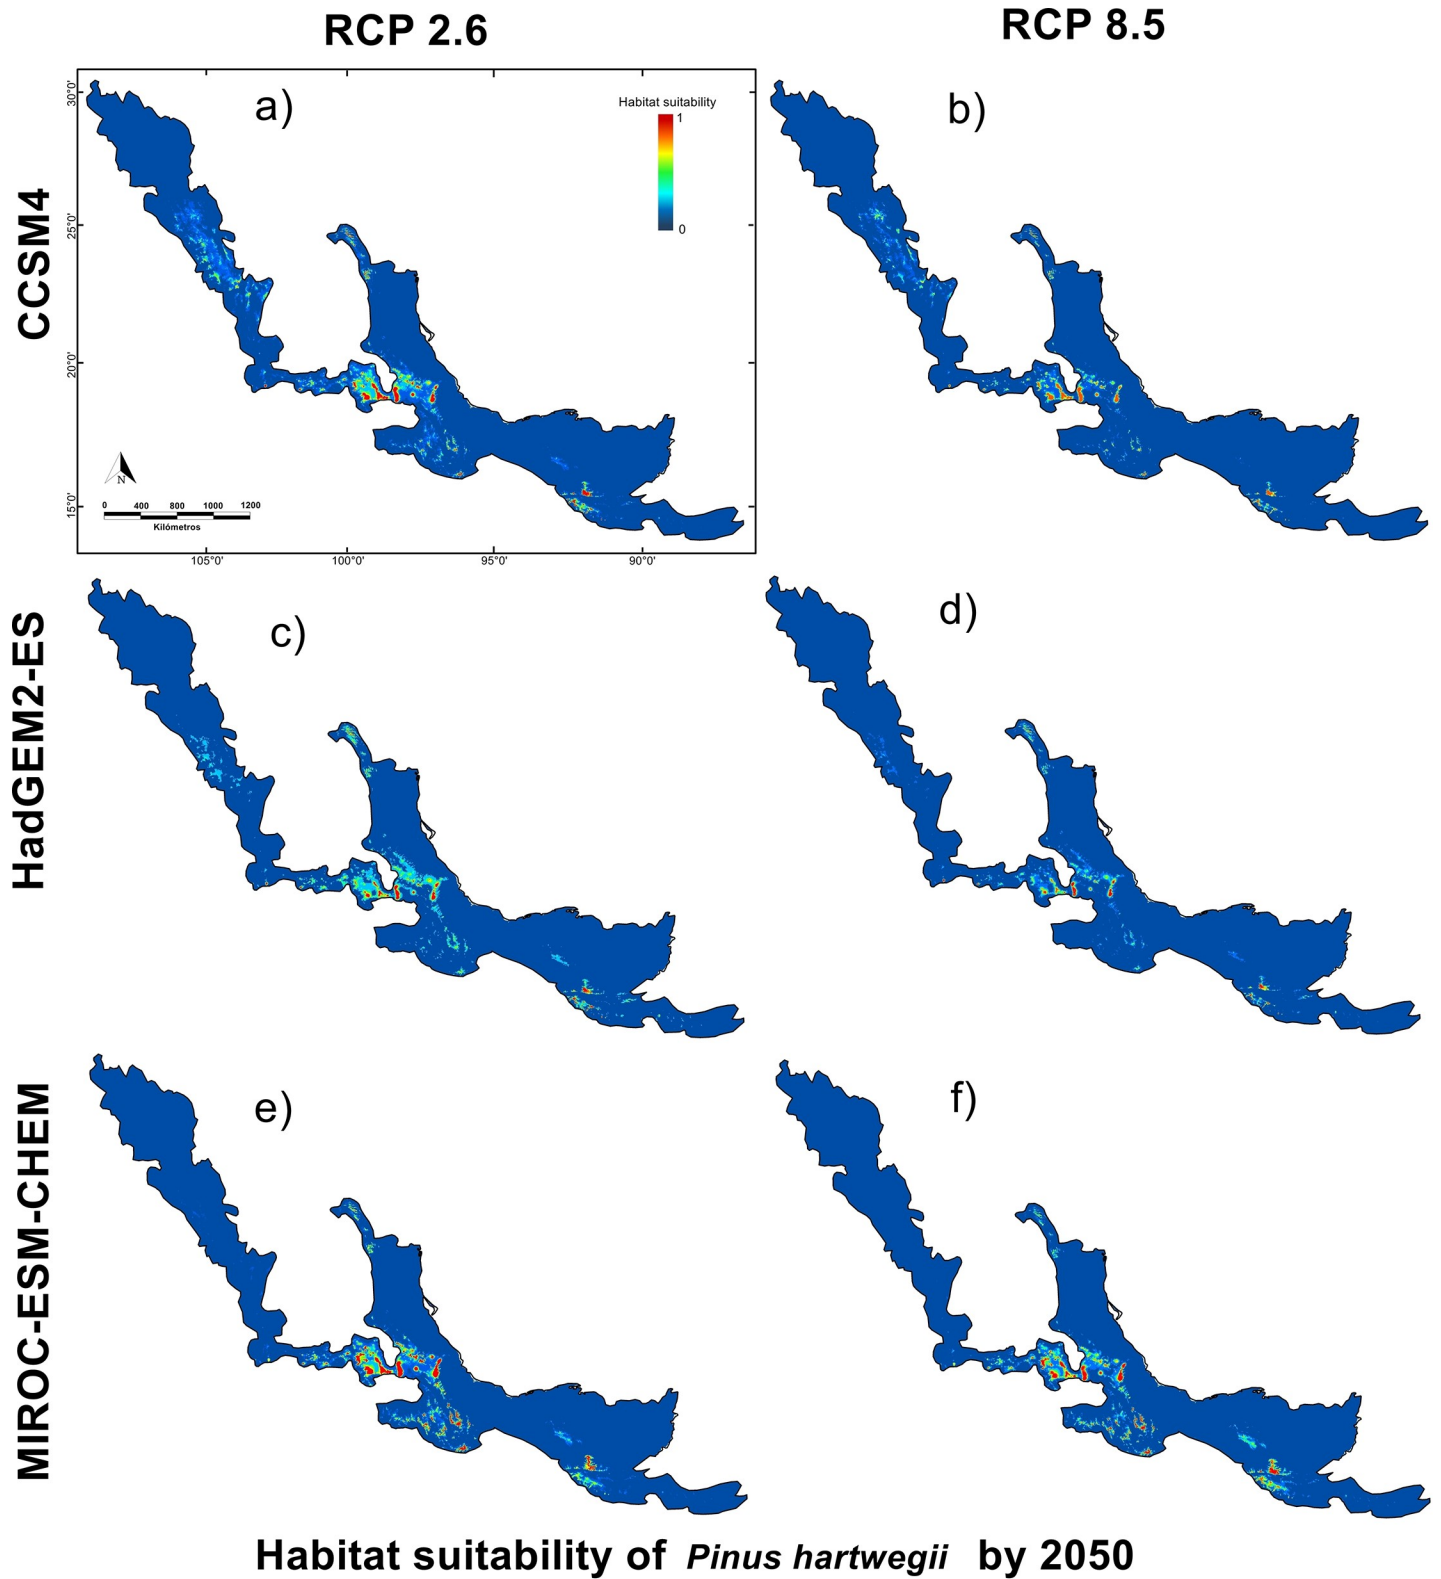 RCP 2.6
RCP 8.5
CCSM4
a)
Habitat suitability
1
0
30°0'
25°0'
20°0'
15°0'
N
0 400 800 1000 1200
Kilómetros
105°0' 100°0' 95°0' 90°0'
b)
HadGEM2-ES
c)
d)
MIROC-ESM-CHEM
e)
f)
Habitat suitability of Pinus hartwegii by 2050